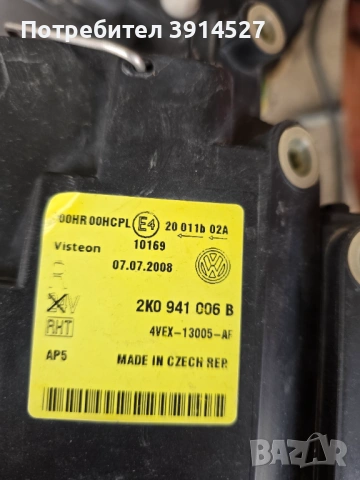 Потребител 3914527
00HR 00HCPL E4 20 011b 02A
Visteon 10169
07.07.2008
R
2K0 941 006 B
RHT 4VEX-13005-AF
AP5 MADE IN CZECH REP.
BAZAR